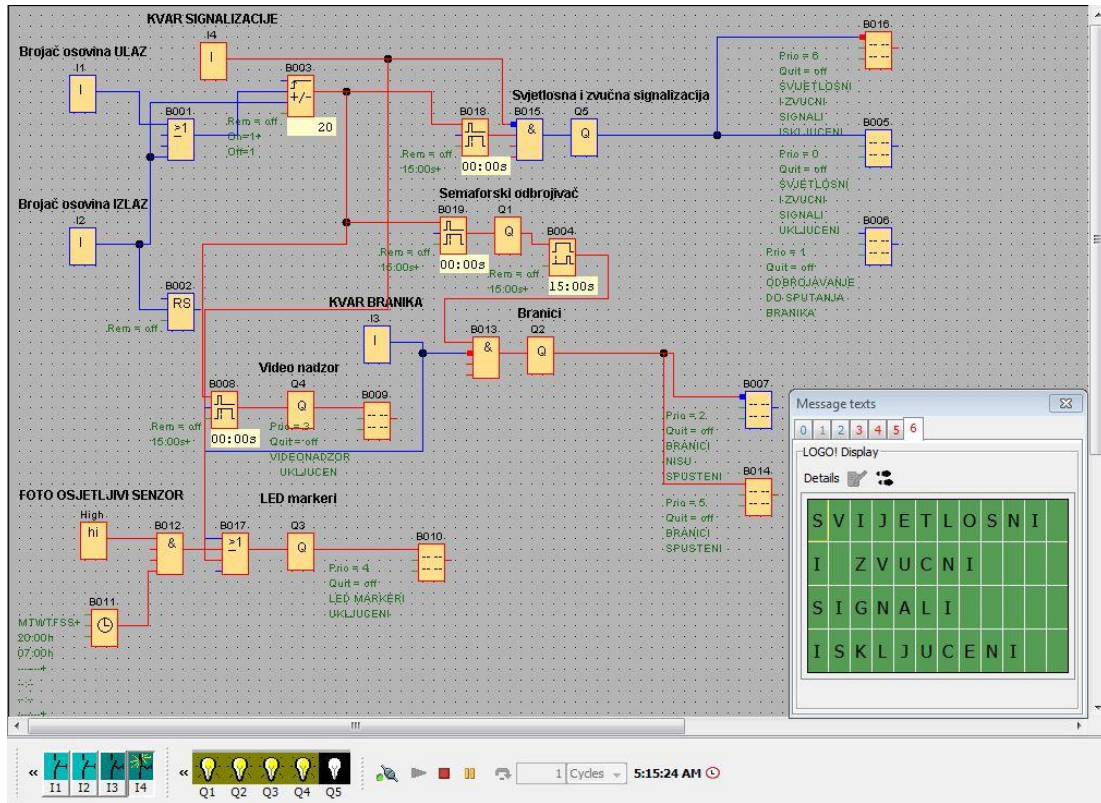 KVAR SIGNALIZACIJE
I4
I
Brojač osovina ULAZ
I1
I
B003
+/-
Rem = off
On=1+
Off=1
20
B001
>1
Brojač osovina IZLAZ
I2
I
B002
RS
Rem = off
Svjetlosna i zvučna signalizacija
B018
Rem = off
15:00s+
00:00s
B015
&
Q5
Q
Semaforski odbrojivač
B019
Rem = off
15:00s+
00:00s
Q1
Q
B004
Rem = off
15:00s+
15:00s
KVAR BRANIKA
I3
I
Branici
B013
&
Q2
Q
Video nadzor
B008
Rem = off
15:00s+
00:00s
Q4
Q
B009
Prio = 3
Quit = off
VIDEONADZOR
UKLJUCEN
FOTO OSJETLJIVI SENZOR
High
hi
B012
&
B017
>1
LED markeri
Q3
Q
B010
Prio = 4
Quit = off
LED MARKERI
UKLJUCENI
B011
MTWTFSS+
20:00h
07:00h
B016
Prio = 6
Quit = off
SVIJETLOSNI
I ZVUCNI
SIGNALI
ISKLJUCENI
B005
Prio = 0
Quit = off
SVIJETLOSNI
I ZVUCNI
SIGNALI
UKLJUCENI
B006
Prio = 1
Quit = off
ODBROJAVANJE
DO SPUTANJA
BRANIKA
B007
Prio = 2
Quit = off
BRANICI
NISU
SPUSTENI
B014
Prio = 5
Quit = off
BRANICI
SPUSTENI
Message texts
0 1 2 3 4 5 6
LOGO! Display
Details
SVIJETLOSNI
I ZVUCNI
SIGNALI
ISKLJUCENI
« I1 I2 I3 I4 « Q1 Q2 Q3 Q4 Q5 1 Cycles 5:15:24 AM